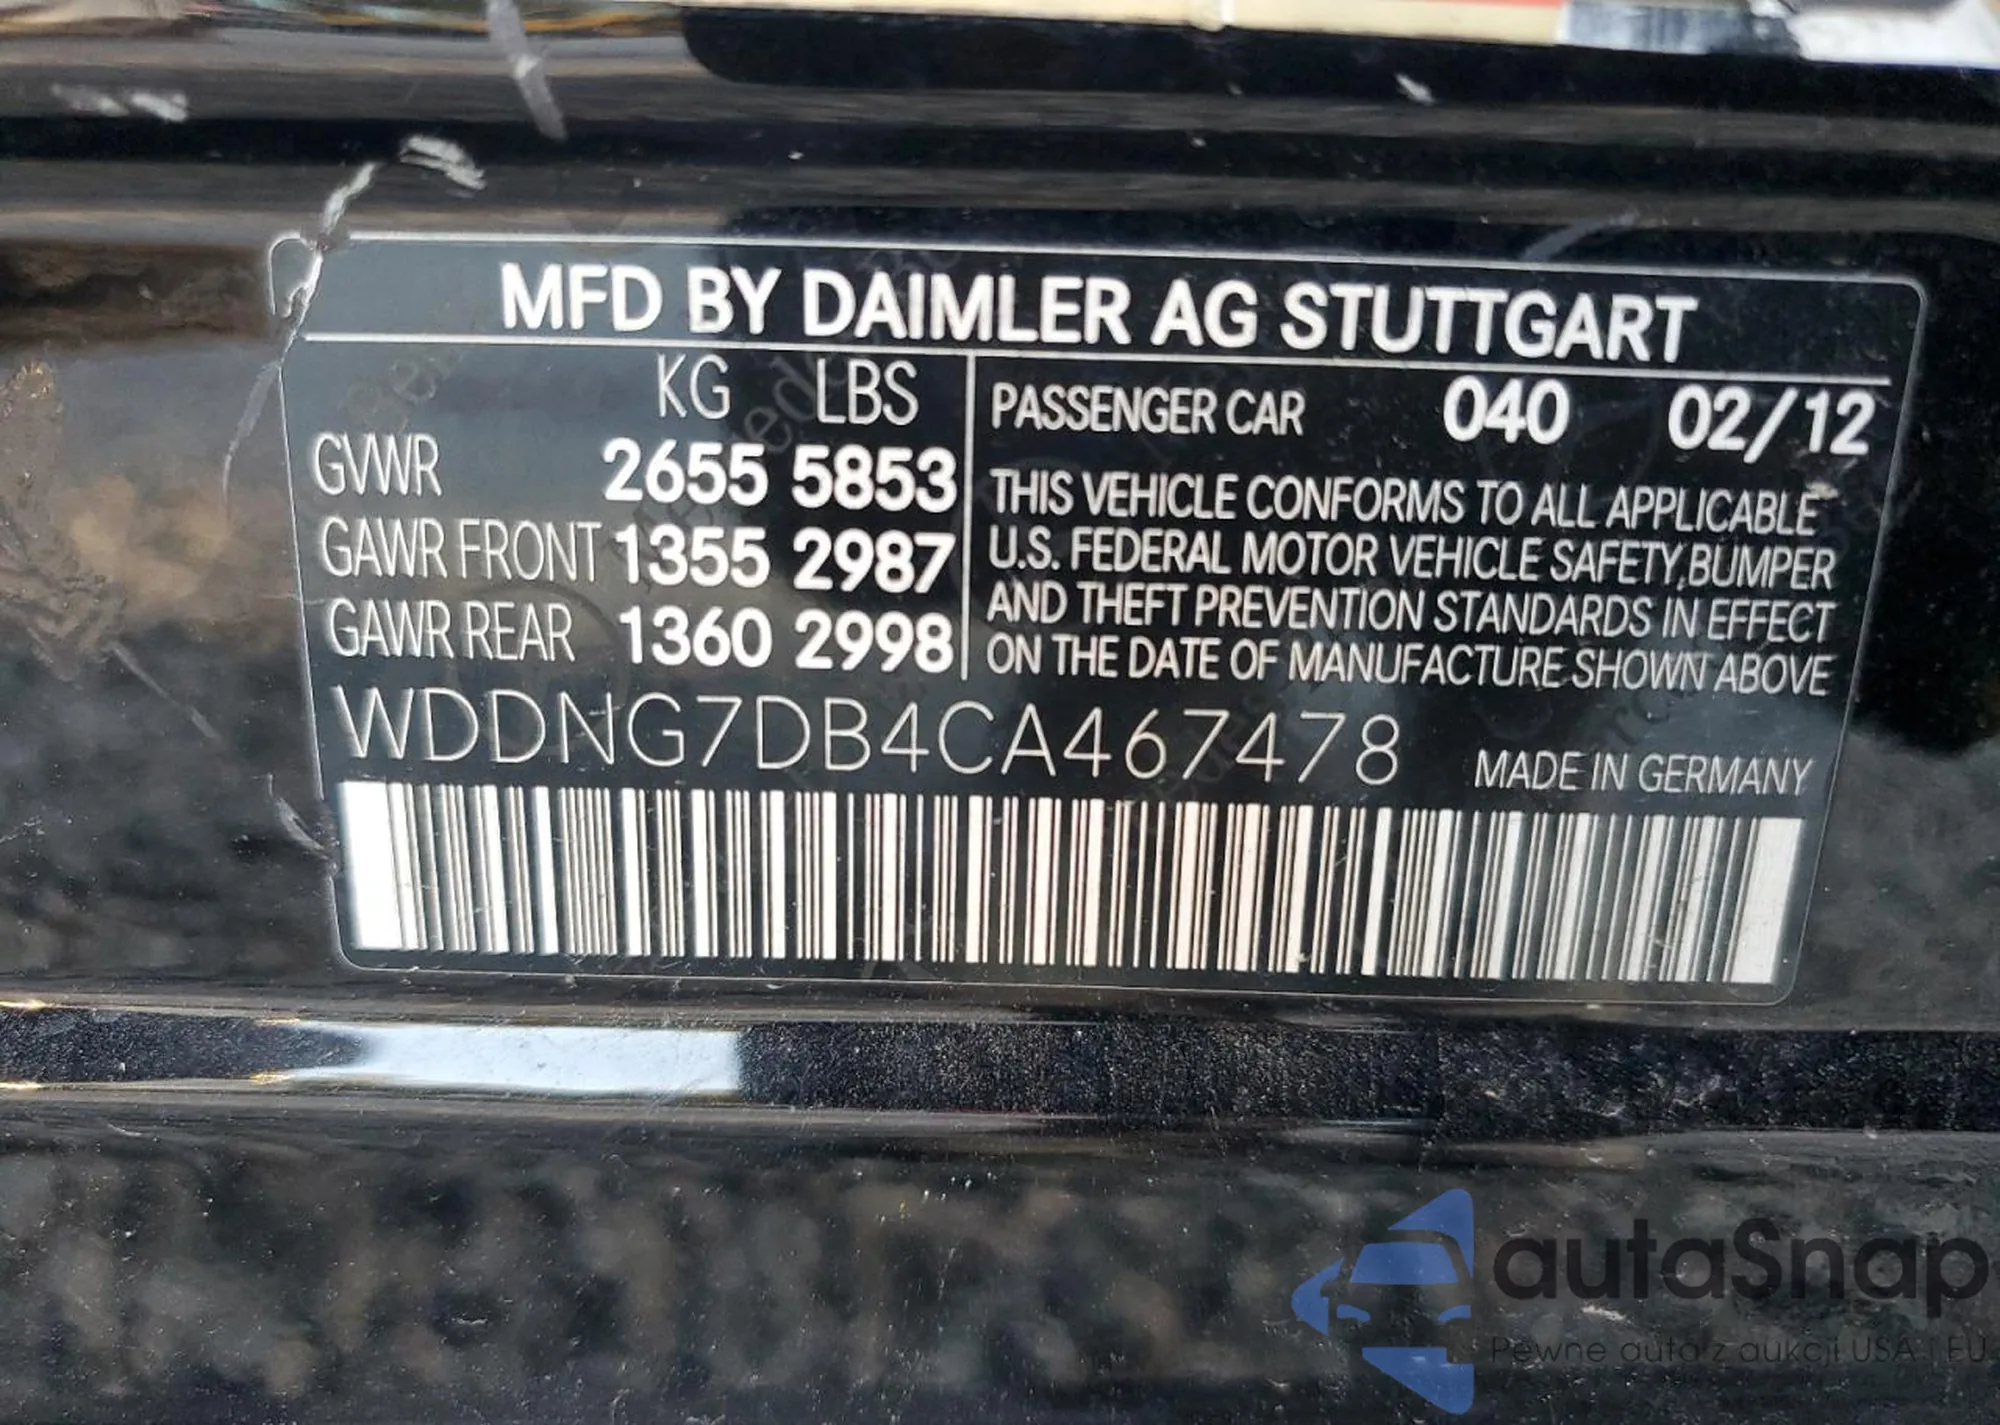 MFD BY DAIMLER AG STUTTGART
KG LBS
GVWR 2655 5853
GAWR FRONT 1355 2987
GAWR REAR 1360 2998
PASSENGER CAR 040 02/12
THIS VEHICLE CONFORMS TO ALL APPLICABLE
U.S. FEDERAL MOTOR VEHICLE SAFETY, BUMPER
AND THEFT PREVENTION STANDARDS IN EFFECT
ON THE DATE OF MANUFACTURE SHOWN ABOVE
WDDNG7DB4CA467478 MADE IN GERMANY
autaSnap
Pewne auta z aukcji USA i EU